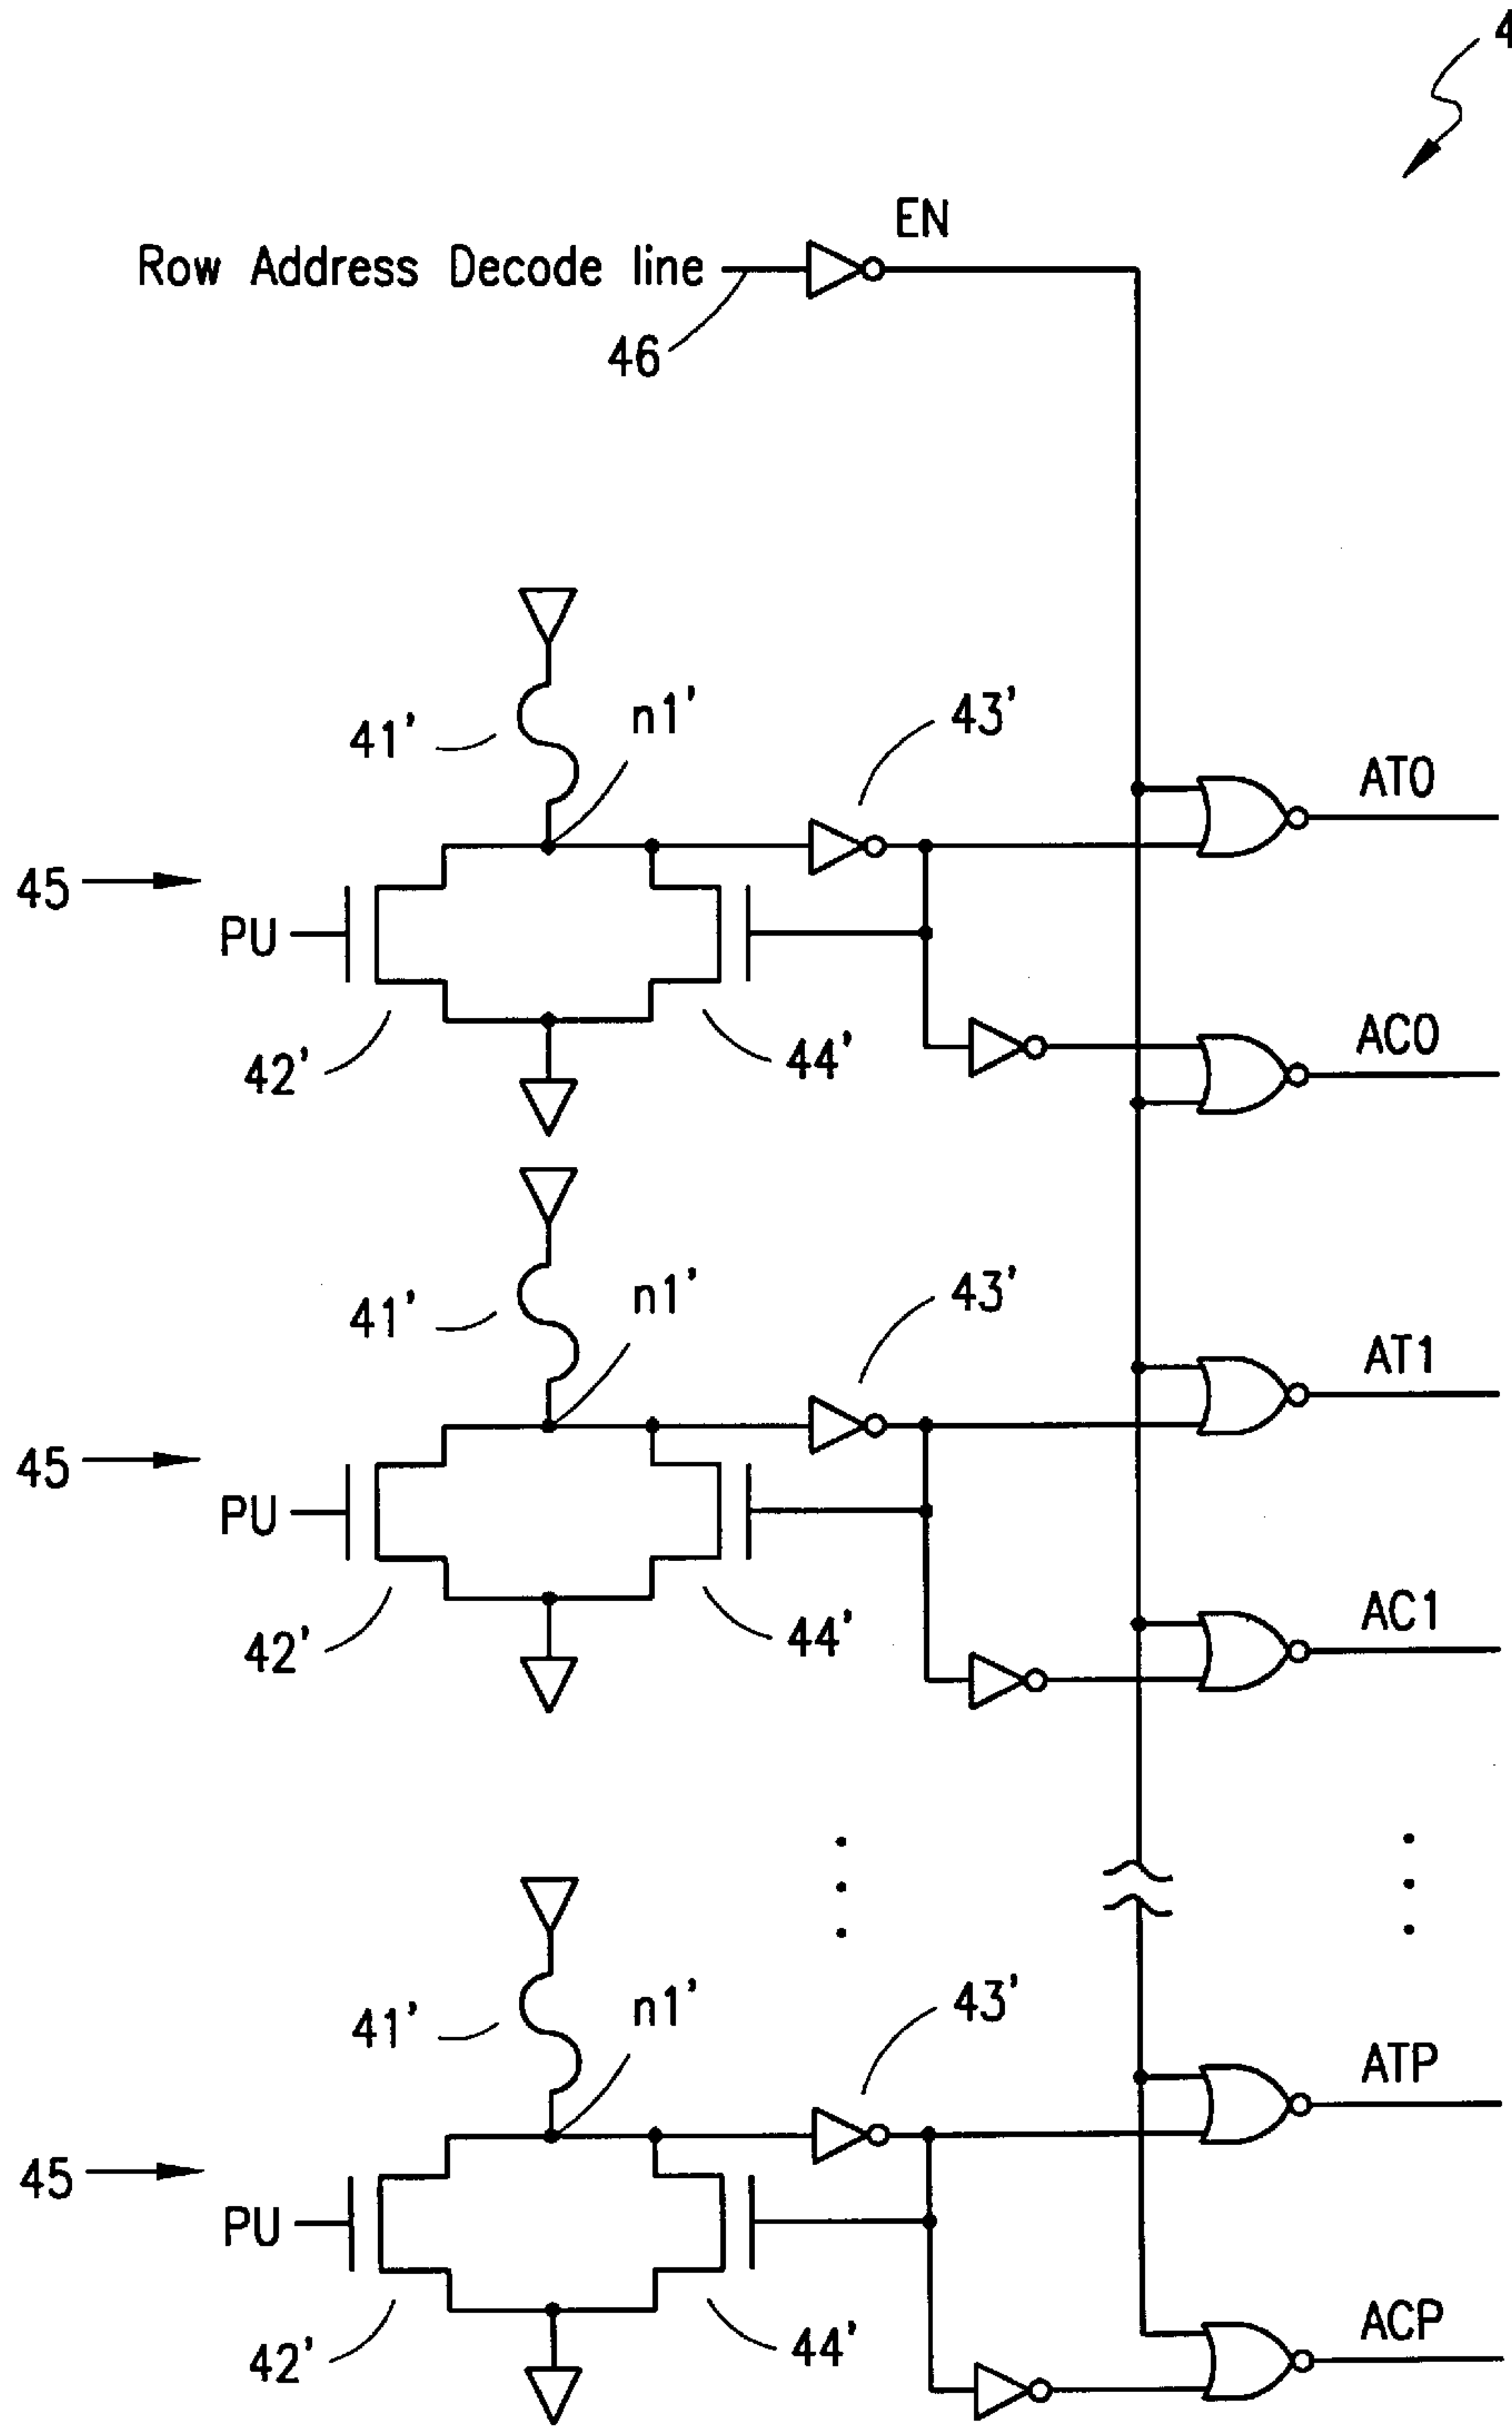 4
EN
Row Address Decode line
46
41'
n1'
43'
AT0
45
PU
42'
44'
AC0
41'
n1'
43'
AT1
45
PU
42'
44'
AC1
41'
n1'
43'
ATP
45
PU
42'
44'
ACP